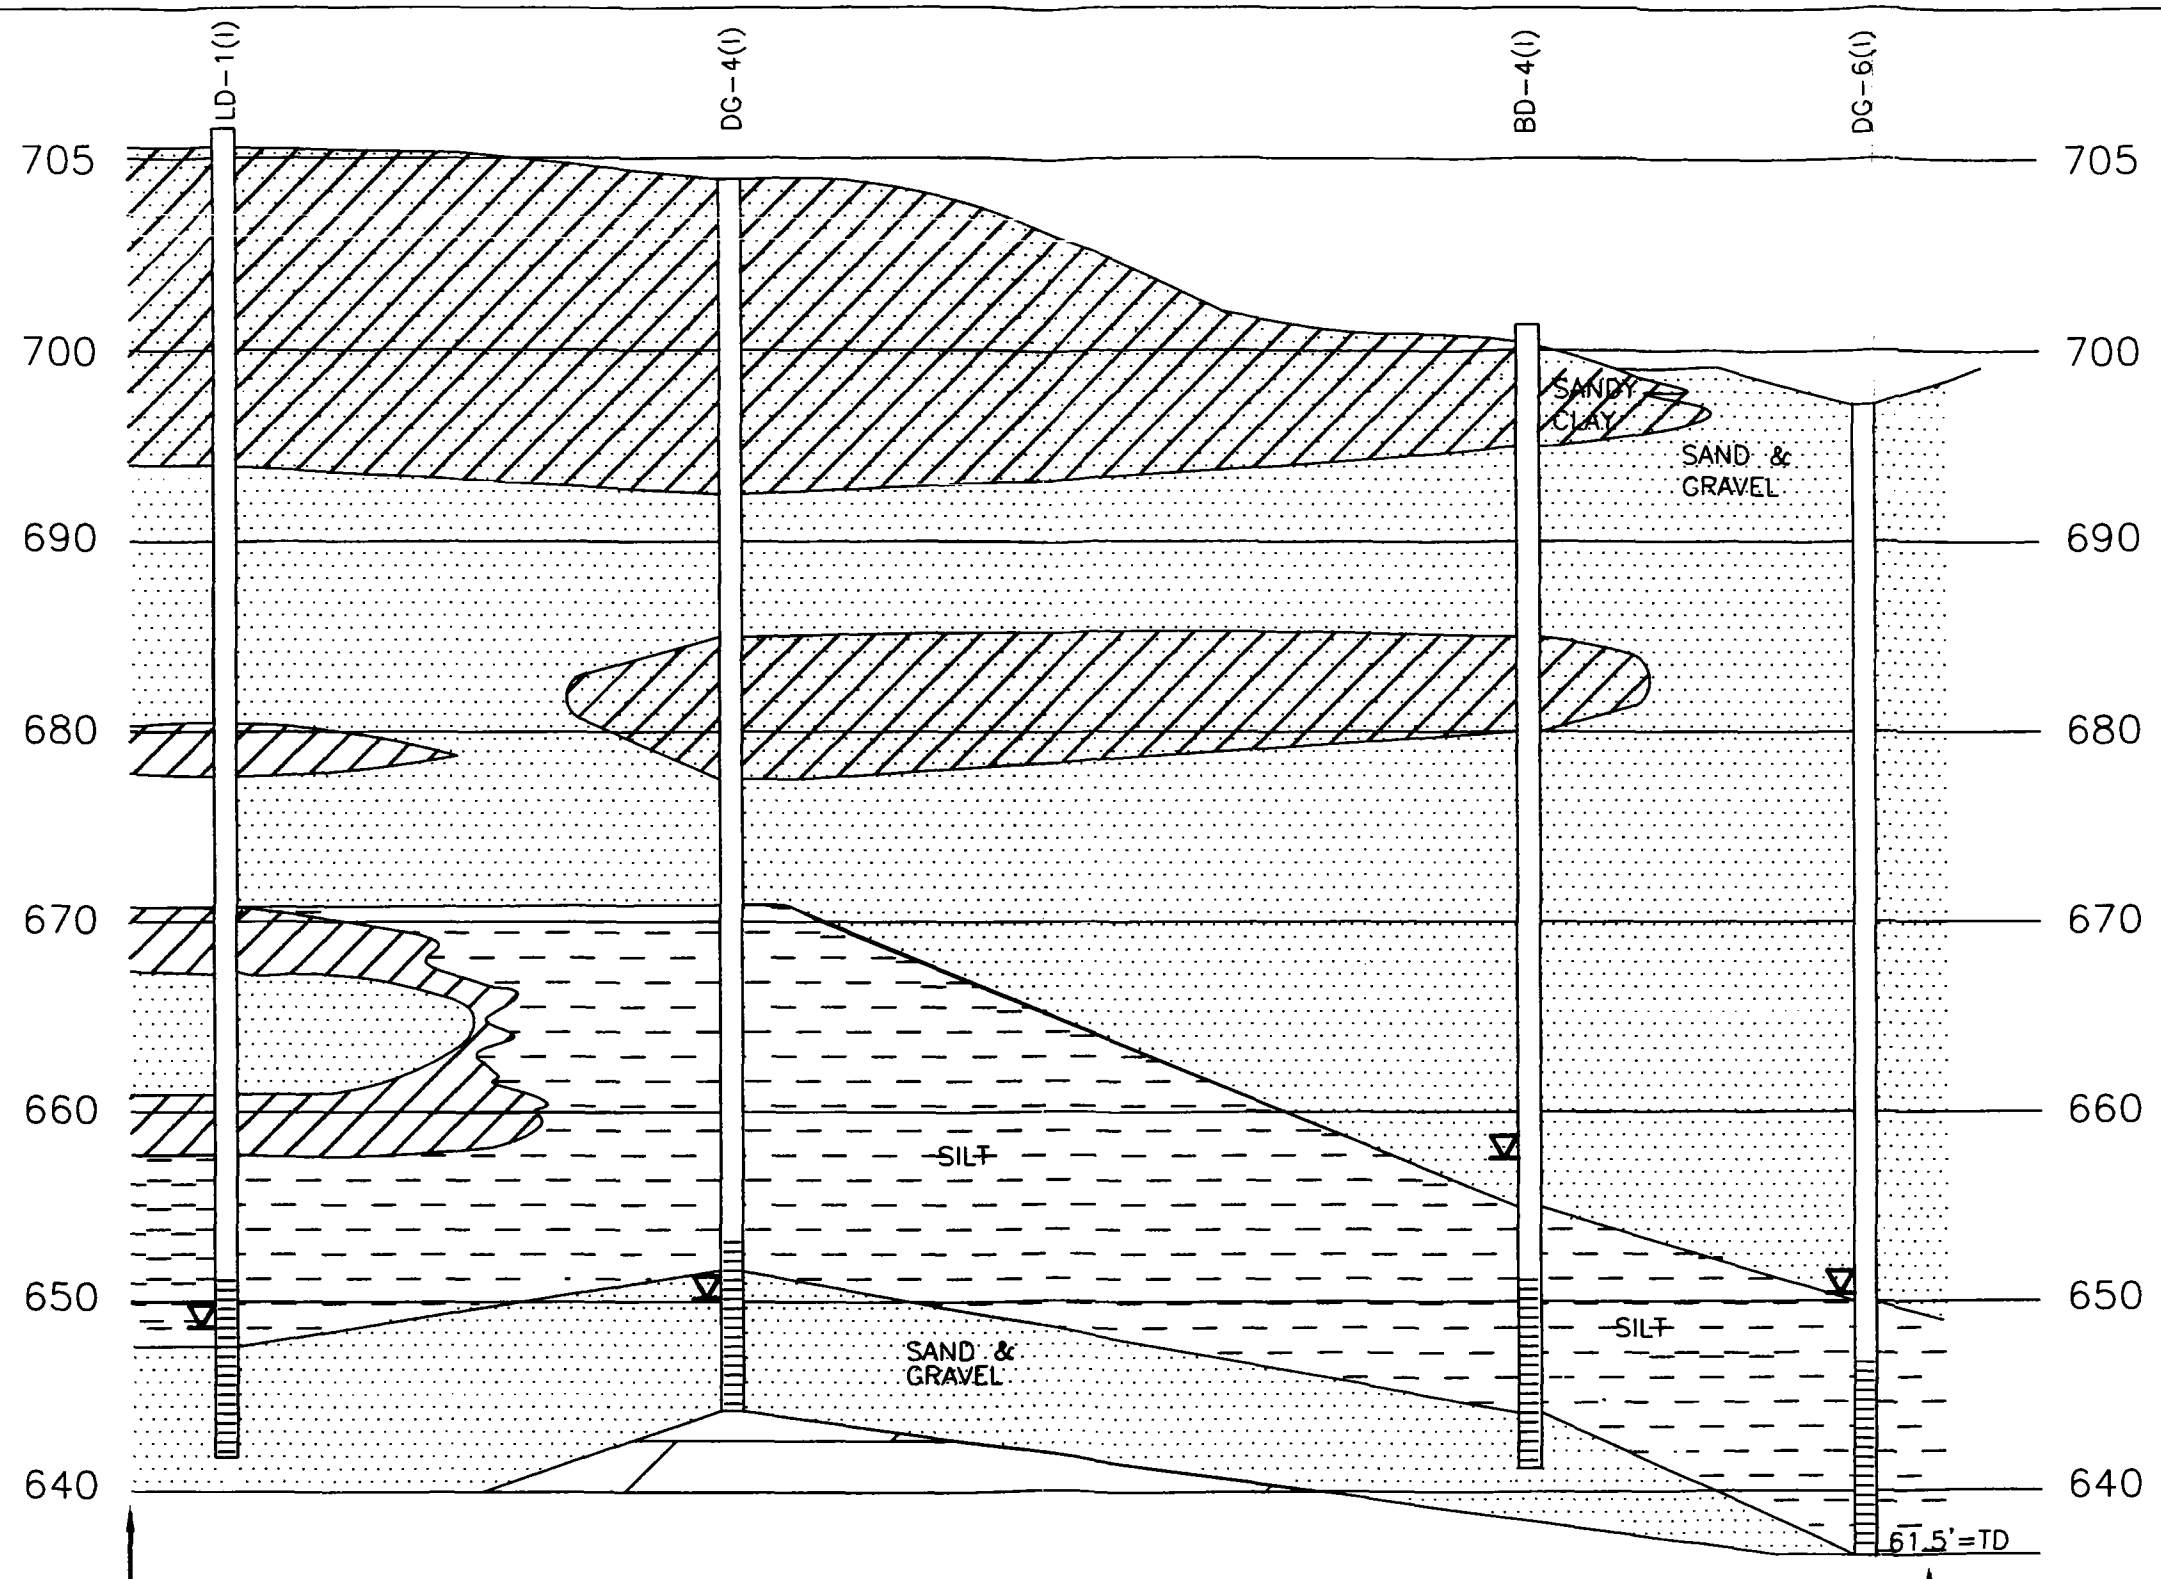 LD-1(I)
DG-4(I)
BD-4(I)
DG-6(I)
705
705
700
700
SANDY
CLAY
SAND &
GRAVEL
690
690
680
680
670
670
660
660
SILT
650
650
SILT
SAND &
GRAVEL
640
640
61.5'=TD